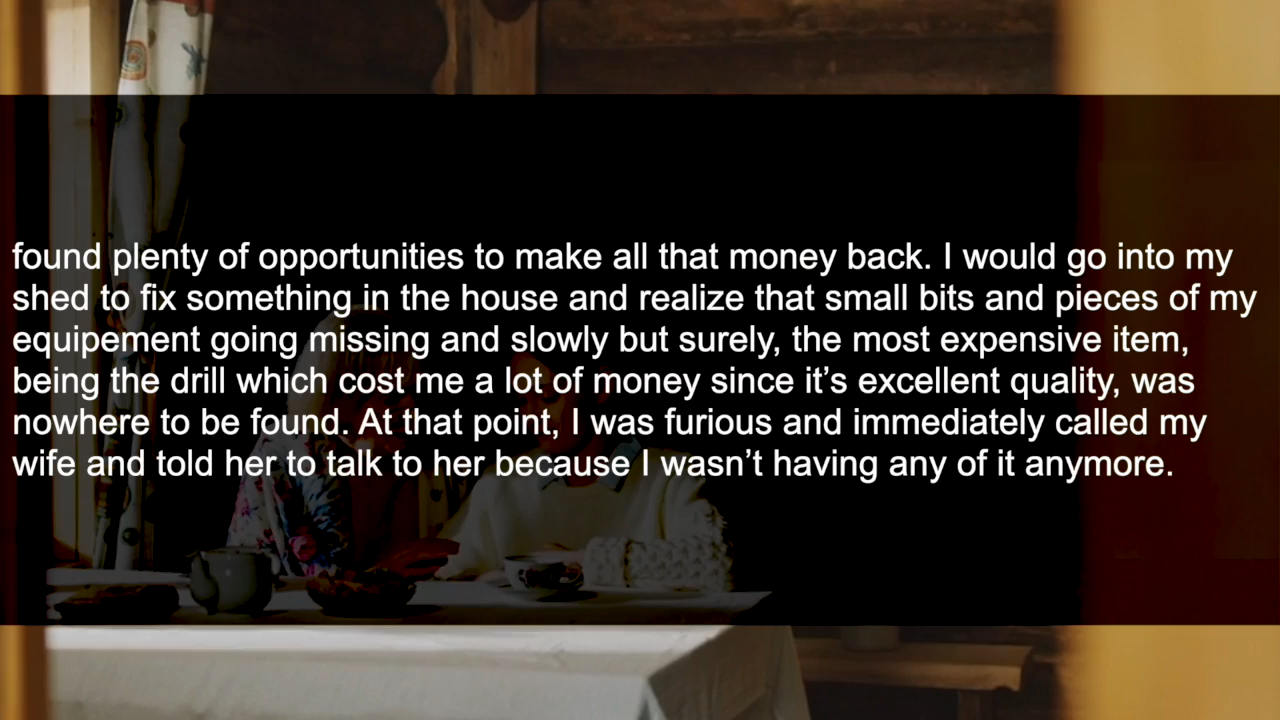 found plenty of opportunities to make all that money back. I would go into my
shed to fix something in the house and realize that small bits and pieces of my
equipement going missing and slowly but surely, the most expensive item,
being the drill which cost me a lot of money since it’s excellent quality, was
nowhere to be found. At that point, I was furious and immediately called my
wife and told her to talk to her because I wasn’t having any of it anymore.